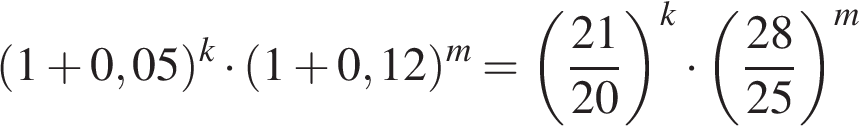 (1 + 0, 05)^k · (1 + 0, 12)^m = (21/20)^k · (28/25)^m